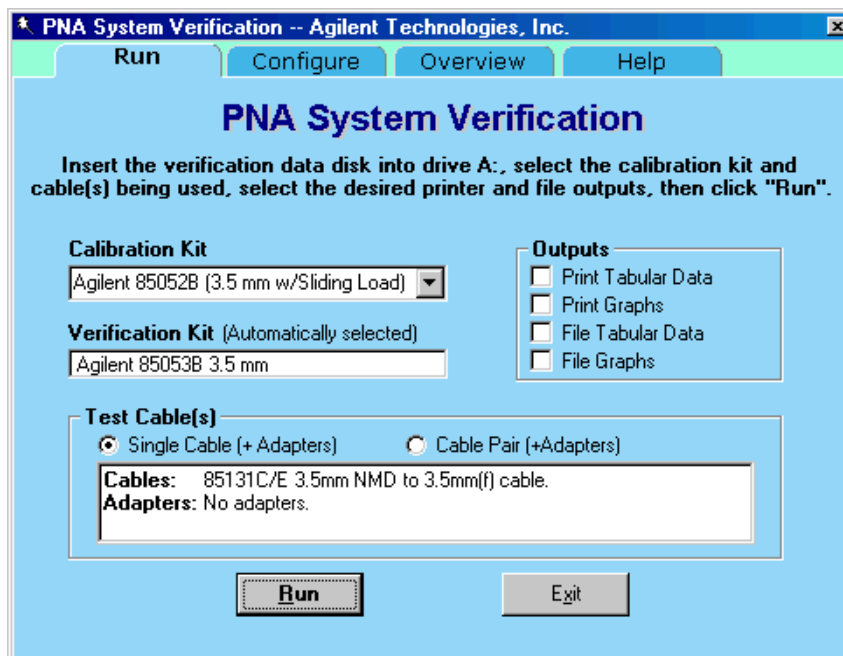 PNA System Verification -- Agilent Technologies, Inc.
Run
Configure
Overview
Help
PNA System Verification
Insert the verification data disk into drive A:, select the calibration kit and
cable(s) being used, select the desired printer and file outputs, then click "Run".
Calibration Kit
Agilent 85052B (3.5 mm w/Sliding Load)
Verification Kit (Automatically selected)
Agilent 85053B 3.5 mm
Outputs
Print Tabular Data
Print Graphs
File Tabular Data
File Graphs
Test Cable(s)
Single Cable (+ Adapters)
Cable Pair (+Adapters)
Cables: 85131C/E 3.5mm NMD to 3.5mm(f) cable.
Adapters: No adapters.
Run
Exit